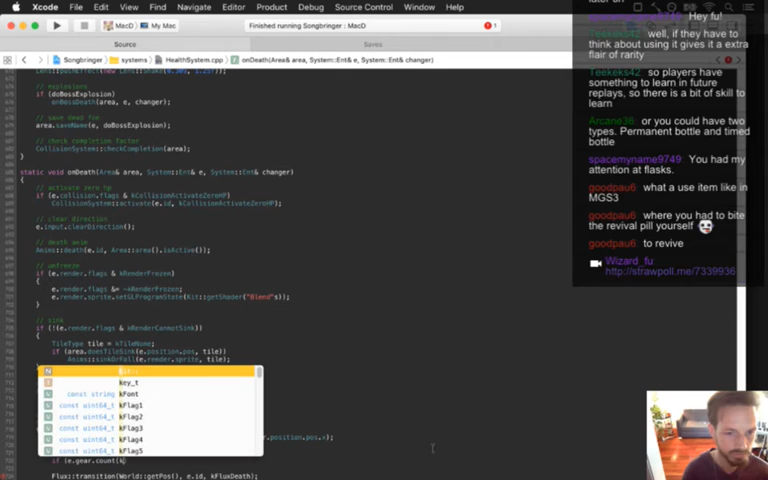 Xcode File Edit View Find Navigate Editor Product Debug Source Control Window Help
MacD My Mac Finished running Songbringer : MacD 1
Source Saves
Songbringer systems HealthSystem.cpp onDeath(Area& area, System::Ent& e, System::Ent& changer)
// explosions
if (doBossExplosion)
onBossDeath(area, e, changer);
// save dead foe
area.saveName(e, doBossExplosion);
// check completion factor
CollisionSystem::checkCompletion(area);
}
static void onDeath(Area& area, System::Ent& e, System::Ent& changer)
{
// activate zero hp
if (e.collision.flags & kCollisionActivateZeroHP)
CollisionSystem::activate(e.id, kCollisionActivateZeroHP);
// clear direction
e.input.clearDirection();
// death anim
Anims::death(e.id, Area::area().isActive());
// unfreeze
if (e.render.flags & kRenderFrozen)
{
e.render.flags &= ~kRenderFrozen;
e.render.sprite.setGLProgramState(Kit::getShader("Blend"s));
}
// sink
if (!(e.render.flags & kRenderCannotSink))
{
TileType tile = kTileNone;
if (area.doesTileSink(e.position.pos, tile))
Anims::sinkOrFall(e.render.sprite, tile);
key_t
const string kFont
const uint64_t kFlag1
const uint64_t kFlag2
const uint64_t kFlag3
const uint64_t kFlag4
const uint64_t kFlag5
er.position.pos.x);
if (e.gear.count(k
Flux::transition(World::getPos(), e.id, kFluxDeath);
Hey fu!
Teekeks42 well, if they have to
think about using it gives it a extra
flair of rarity
Teekeks42 so players have
something to learn in future
replays, so there is a bit of skill to
learn
Arcane36 or you could have two
types. Permanent bottle and timed
bottle
spacemyname9749 You had my
attention at flasks.
goodpau6 what a use item like in
MGS3
goodpau6 where you had to bite
the revival pill yourself
goodpau6 to revive
Wizard_fu
http://strawpoll.me/7339936